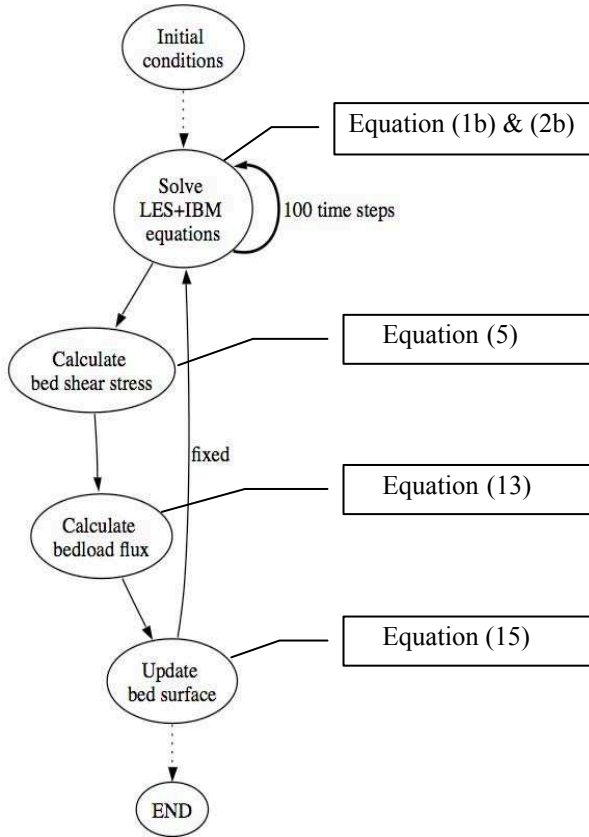 Initial
conditions
Equation (1b) & (2b)
Solve
LES+IBM
equations
100 time steps
Equation (5)
Calculate
bed shear stress
fixed
Equation (13)
Calculate
bedload flux
Equation (15)
Update
bed surface
END